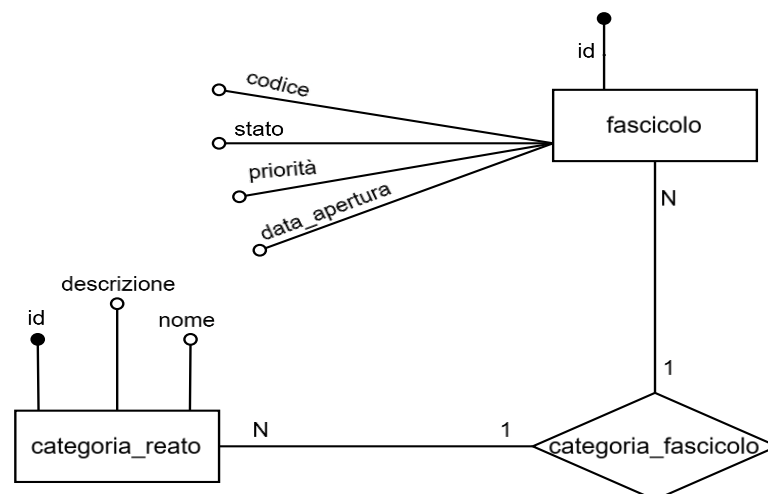 id
codice
fascicolo
stato
priorità
data_apertura
N
descrizione
id
nome
1
categoria_reato
N
1
categoria_fascicolo